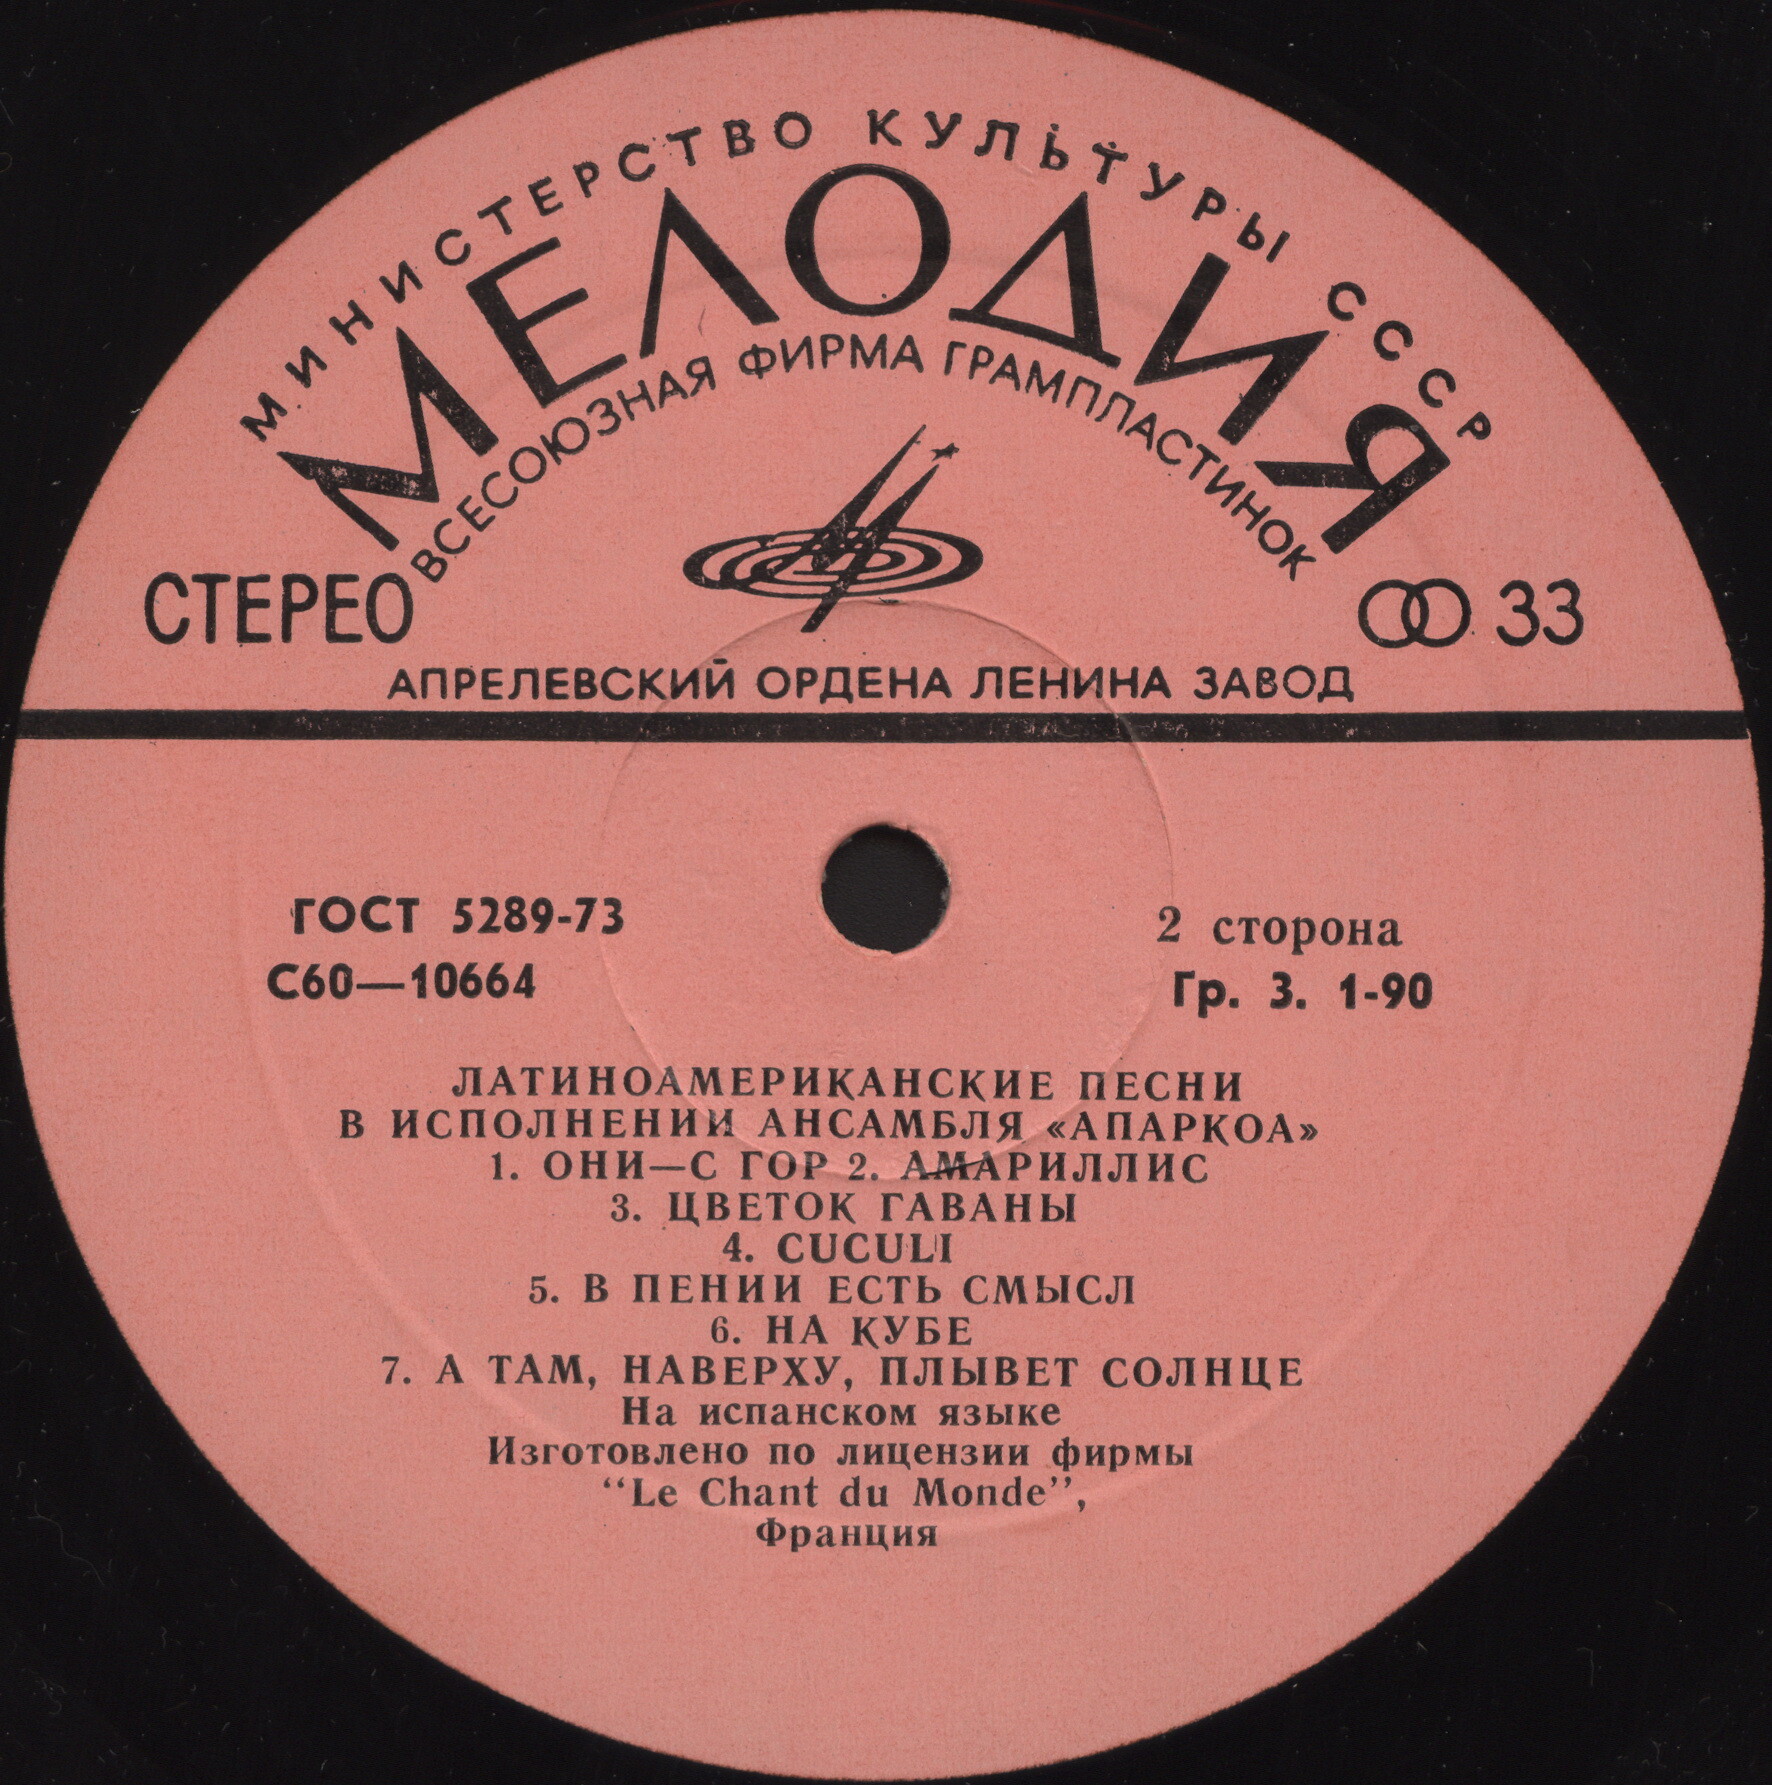 МИНИСТЕРСТВО КУЛЬТУРЫ СССР
МЕЛОДИЯ
ВСЕСОЮЗНАЯ ФИРМА ГРАМПЛАСТИНОК
СТЕРЕО
33
АПРЕЛЕВСКИЙ ОРДЕНА ЛЕНИНА ЗАВОД
ГОСТ 5289-73
С60—10664
2 сторона
Гр. 3. 1-90
ЛАТИНОАМЕРИКАНСКИЕ ПЕСНИ
В ИСПОЛНЕНИИ АНСАМБЛЯ «АПАРКОА»
1. ОНИ—С ГОР 2. АМАРИЛЛИС
3. ЦВЕТОК ГАВАНЫ
4. CUCULI
5. В ПЕНИИ ЕСТЬ СМЫСЛ
6. НА КУБЕ
7. А ТАМ, НАВЕРХУ, ПЛЫВЕТ СОЛНЦЕ
На испанском языке
Изготовлено по лицензии фирмы
“Le Chant du Monde”,
Франция